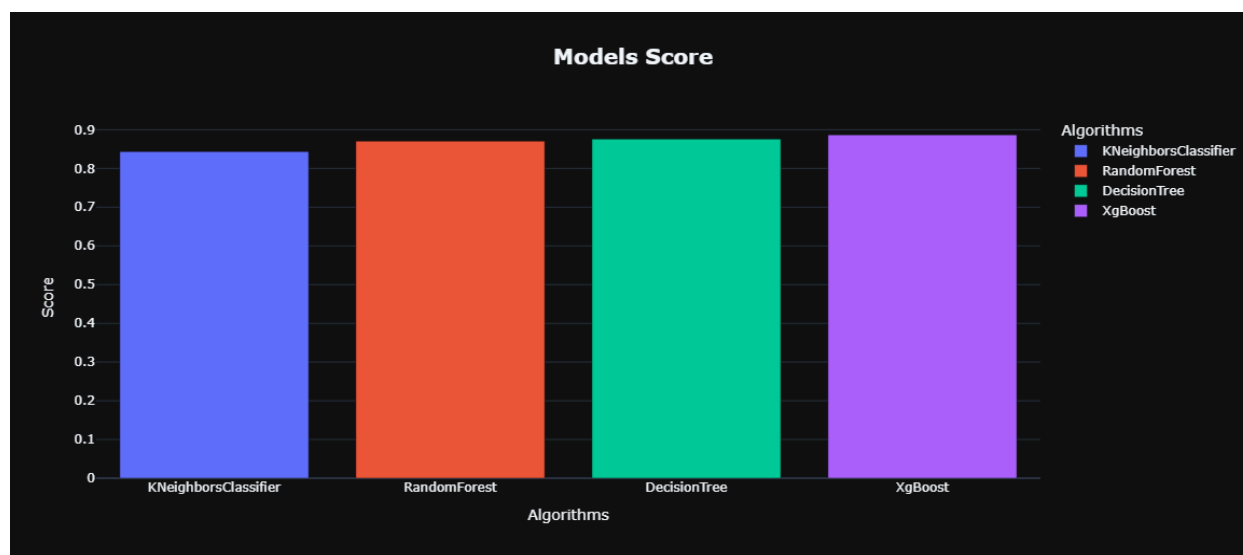 Models Score
0.9
0.8
0.7
0.6
0.5
0.4
0.3
0.2
0.1
0
Score
KNeighborsClassifier
RandomForest
DecisionTree
XgBoost
Algorithms
Algorithms
KNeighborsClassifier
RandomForest
DecisionTree
XgBoost